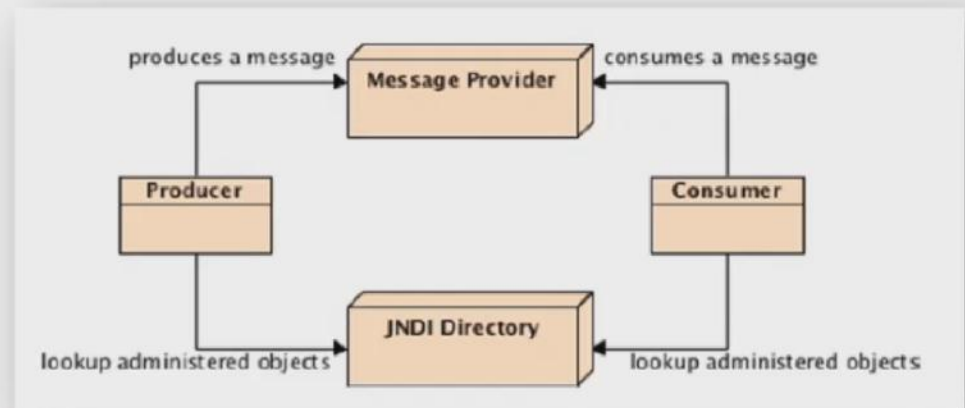 produces a message
consumes a message
Message Provider
Producer
Consumer
JNDI Directory
lookup administered objects
lookup administered objects